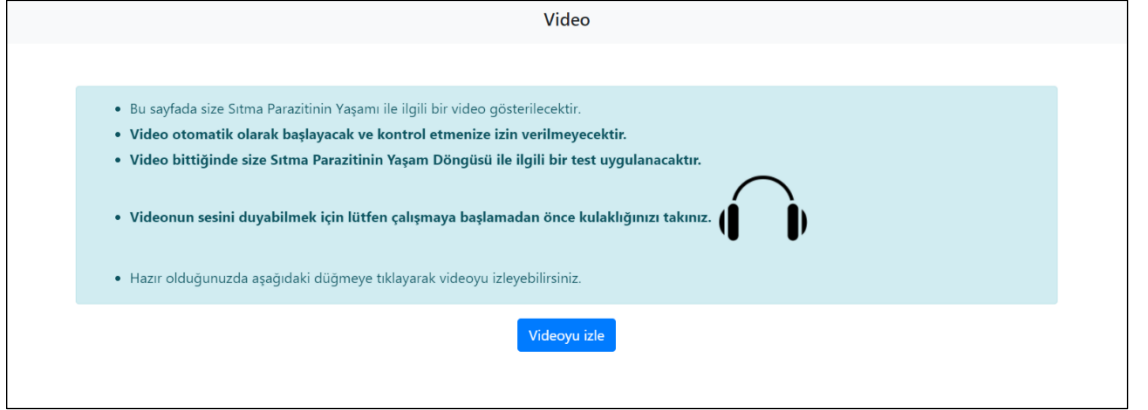 Video
• Bu sayfada size Sıtma Parazitinin Yaşamı ile ilgili bir video gösterilecektir.
• Video otomatik olarak başlayacak ve kontrol etmenize izin verilmeyecektir.
• Video bittiğinde size Sıtma Parazitinin Yaşam Döngüsü ile ilgili bir test uygulanacaktır.
• Videonun sesini duyabilmek için lütfen çalışmaya başlamadan önce kulaklığınızı takınız.
• Hazır olduğunuzda aşağıdaki düğmeye tıklayarak videoyu izleyebilirsiniz.
Videoyu izle